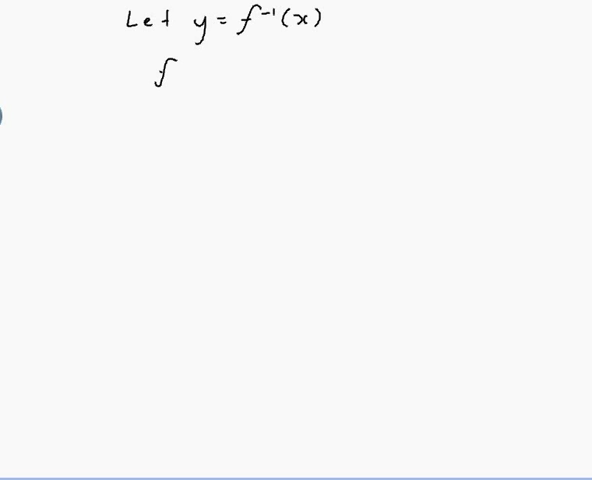 Let y = f⁻¹(x)
f